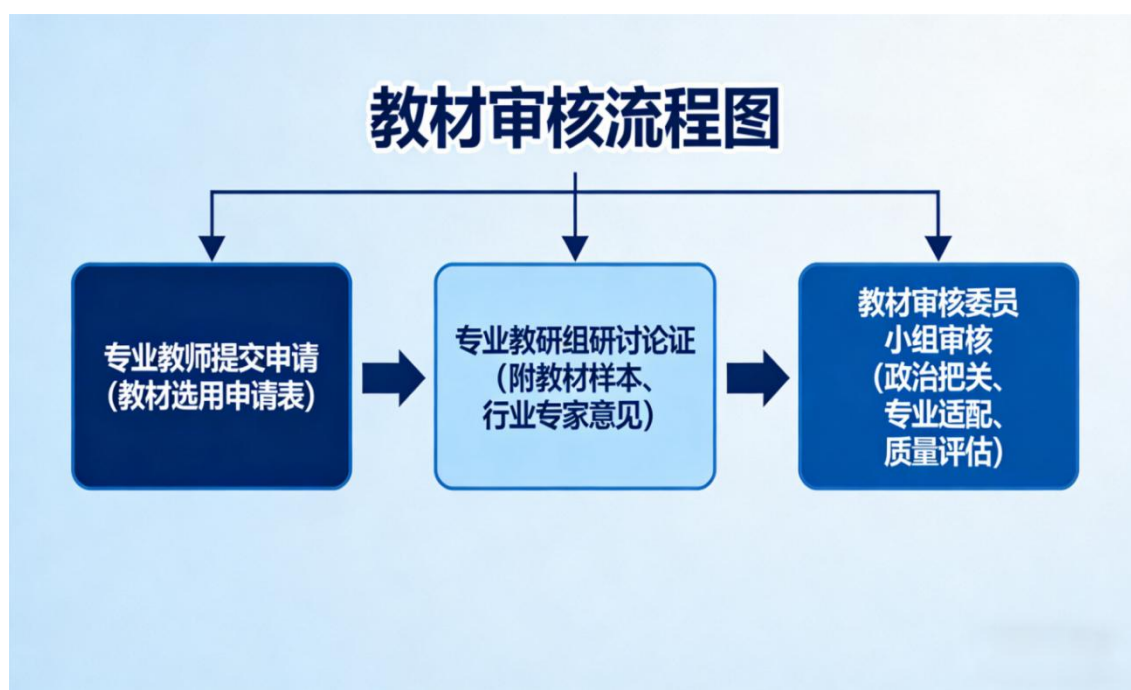 教材审核流程图
专业教师提交申请
（教材选用申请表）
专业教研组研讨论证
（附教材样本、
行业专家意见）
教材审核委员
小组审核
（政治把关、
专业适配、
质量评估）